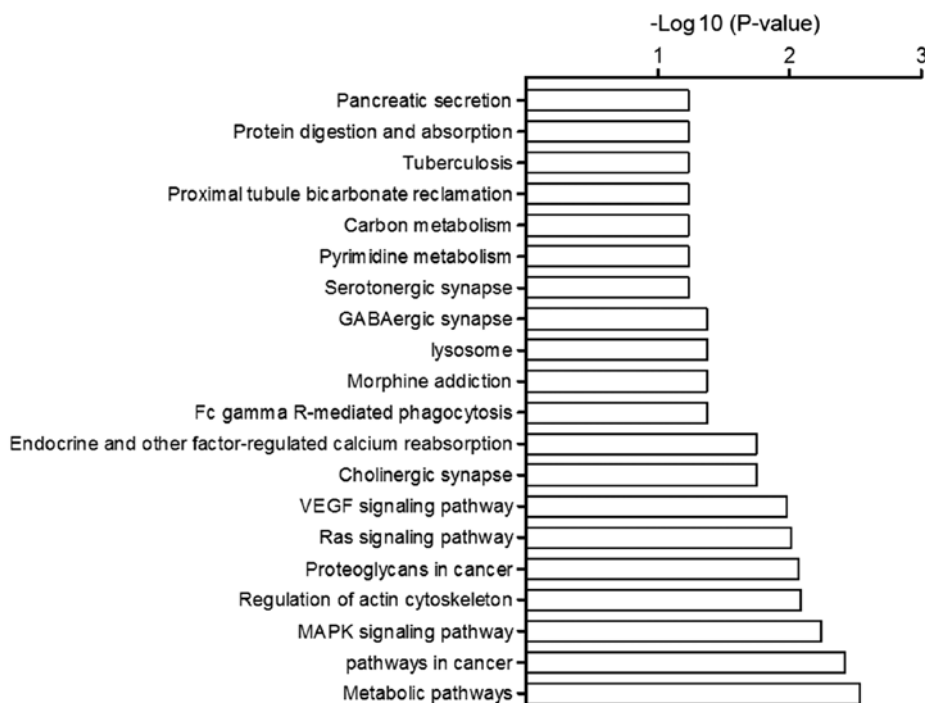 -Log 10 (P-value)
1 2 3
Pancreatic secretion
Protein digestion and absorption
Tuberculosis
Proximal tubule bicarbonate reclamation
Carbon metabolism
Pyrimidine metabolism
Serotonergic synapse
GABAergic synapse
lysosome
Morphine addiction
Fc gamma R-mediated phagocytosis
Endocrine and other factor-regulated calcium reabsorption
Cholinergic synapse
VEGF signaling pathway
Ras signaling pathway
Proteoglycans in cancer
Regulation of actin cytoskeleton
MAPK signaling pathway
pathways in cancer
Metabolic pathways